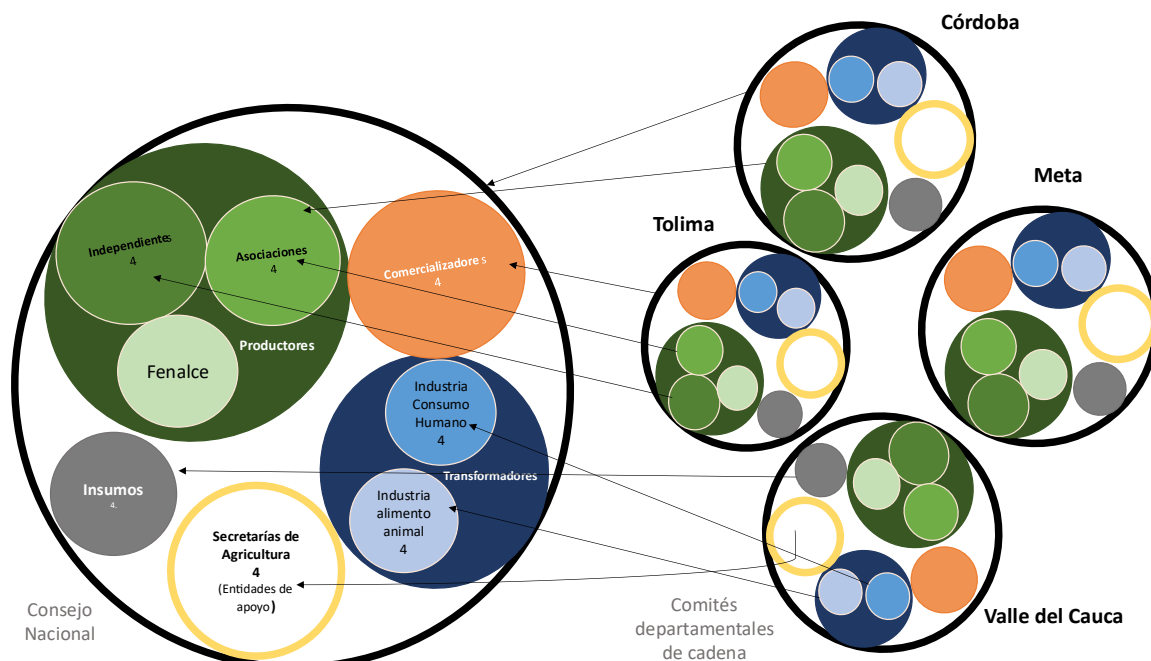 Córdoba
Meta
Tolima
Independientes
4
Asociaciones
4
Comercializadores
4
Productores
Fenalce
Industria
Consumo
Humano
4
Transformadores
Industria
alimento
animal
4
Insumos
4.
Secretarías de
Agricultura
4
(Entidades de
apoyo)
Consejo
Nacional
Comités
departamentales
de cadena
Valle del Cauca